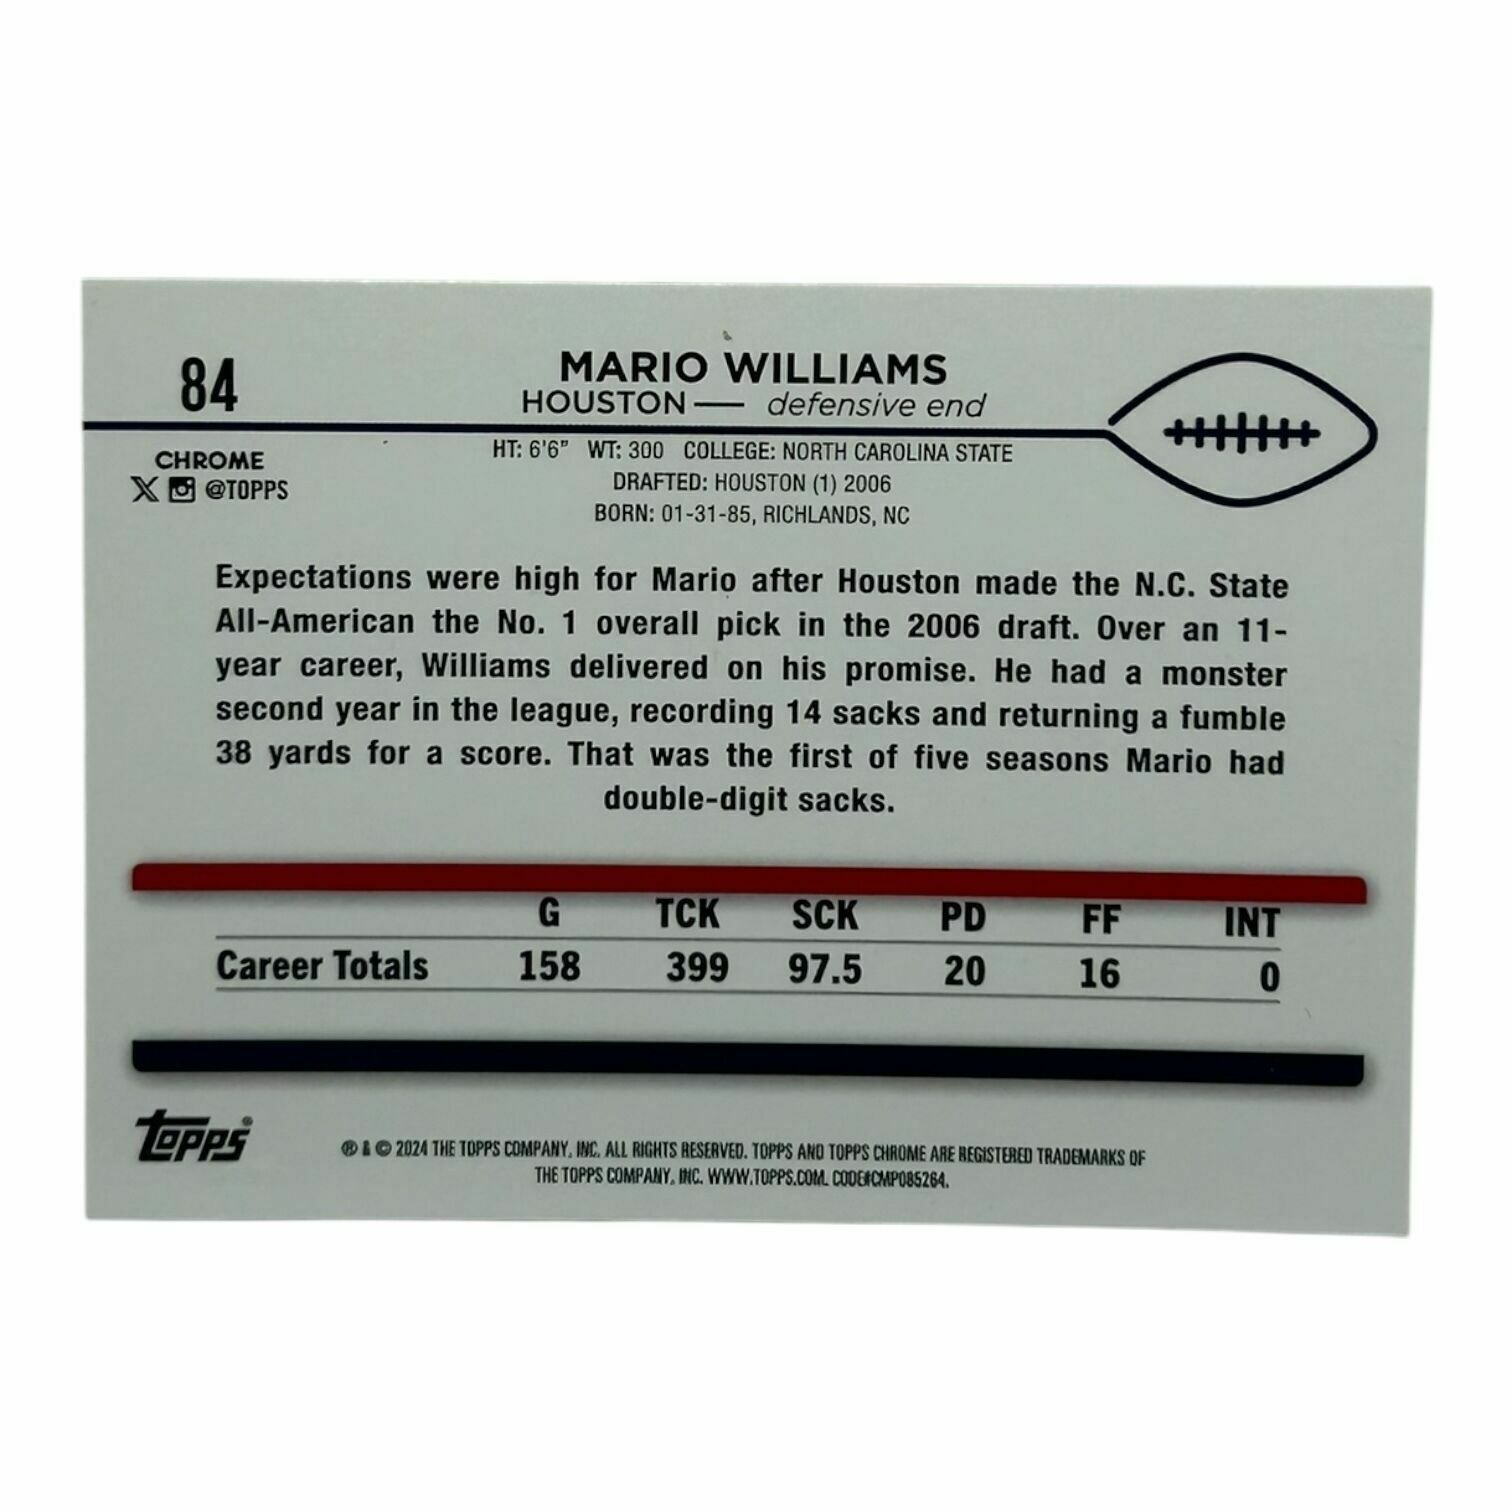 84
MARIO WILLIAMS
HOUSTON — defensive end
CHROME
@TOPPS
HT: 6'6" WT: 300 COLLEGE: NORTH CAROLINA STATE
DRAFTED: HOUSTON (1) 2006
BORN: 01-31-85, RICHLANDS, NC
Expectations were high for Mario after Houston made the N.C. State
All-American the No. 1 overall pick in the 2006 draft. Over an 11-
year career, Williams delivered on his promise. He had a monster
second year in the league, recording 14 sacks and returning a fumble
38 yards for a score. That was the first of five seasons Mario had
double-digit sacks.
G TCK SCK PD FF INT
Career Totals 158 399 97.5 20 16 0
topps®
® & © 2024 THE TOPPS COMPANY, INC. ALL RIGHTS RESERVED. TOPPS AND TOPPS CHROME ARE REGISTERED TRADEMARKS OF
THE TOPPS COMPANY, INC. WWW.TOPPS.COM. CODE#CMP085264.